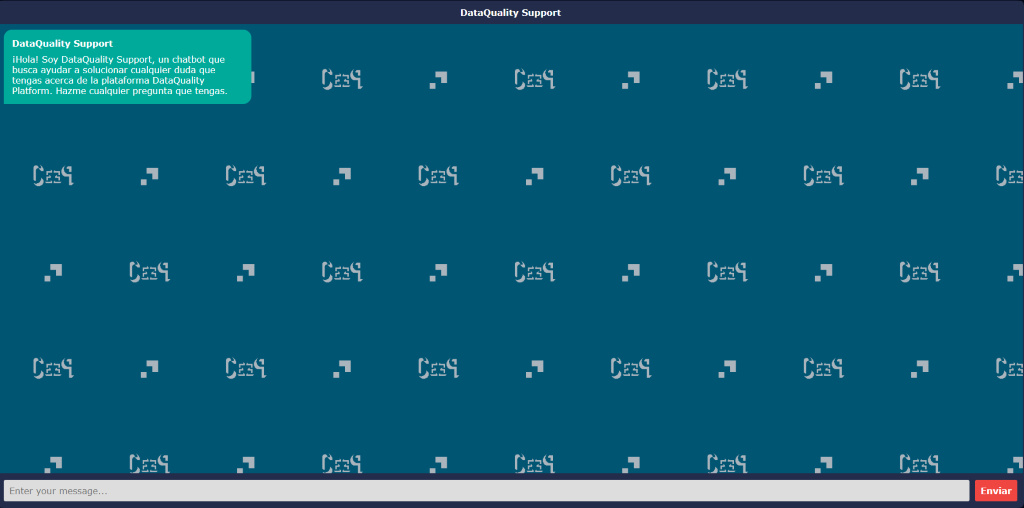 DataQuality Support
DataQuality Support
¡Hola! Soy DataQuality Support, un chatbot que
busca ayudar a solucionar cualquier duda que
tengas acerca de la plataforma DataQuality
Platform. Hazme cualquier pregunta que tengas.
Enter your message...
Enviar